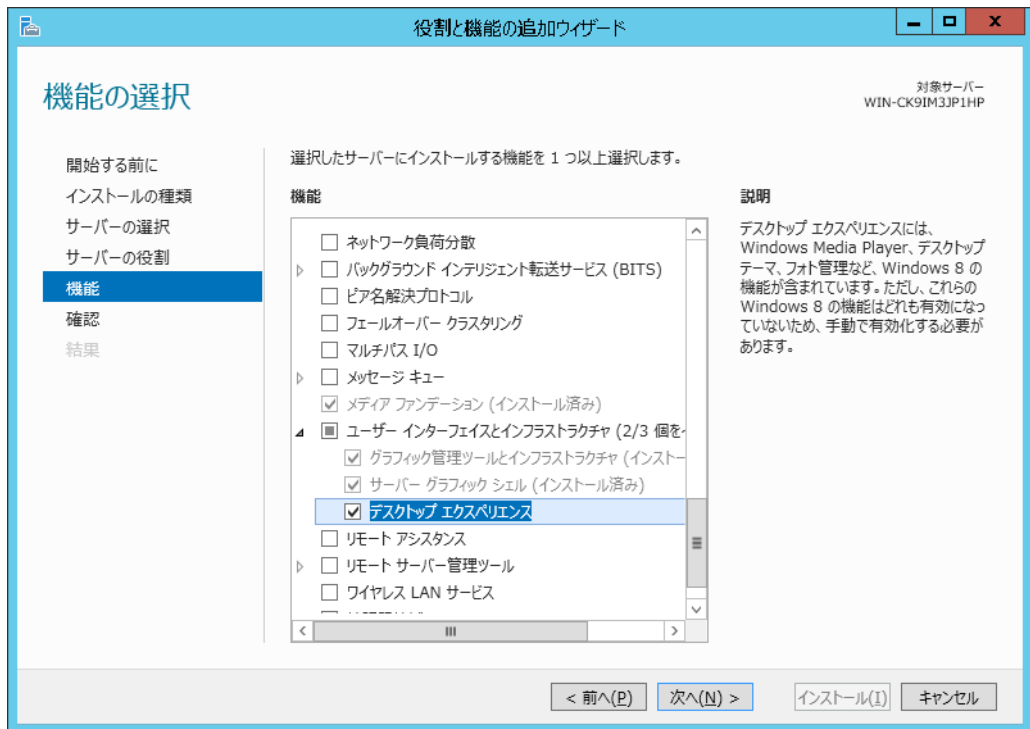 役割と機能の追加ウィザード
機能の選択
対象サーバー
WIN-CK9IM3JP1HP
開始する前に
インストールの種類
サーバーの選択
サーバーの役割
機能
確認
結果
選択したサーバーにインストールする機能を 1 つ以上選択します。
機能
ネットワーク負荷分散
バックグラウンド インテリジェント転送サービス (BITS)
ピア名解決プロトコル
フェールオーバー クラスタリング
マルチパス I/O
メッセージ キュー
メディア ファンデーション (インストール済み)
ユーザー インターフェイスとインフラストラクチャ (2/3 個を
グラフィック管理ツールとインフラストラクチャ (インストー
サーバー グラフィック シェル (インストール済み)
デスクトップ エクスペリエンス
リモート アシスタンス
リモート サーバー管理ツール
ワイヤレス LAN サービス
説明
デスクトップ エクスペリエンスには、
Windows Media Player、デスクトップ
テーマ、フォト管理など、Windows 8 の
機能が含まれています。ただし、これらの
Windows 8 の機能はどれも有効になっ
ていないため、手動で有効化する必要が
あります。
< 前へ(P)
次へ(N) >
インストール(I)
キャンセル